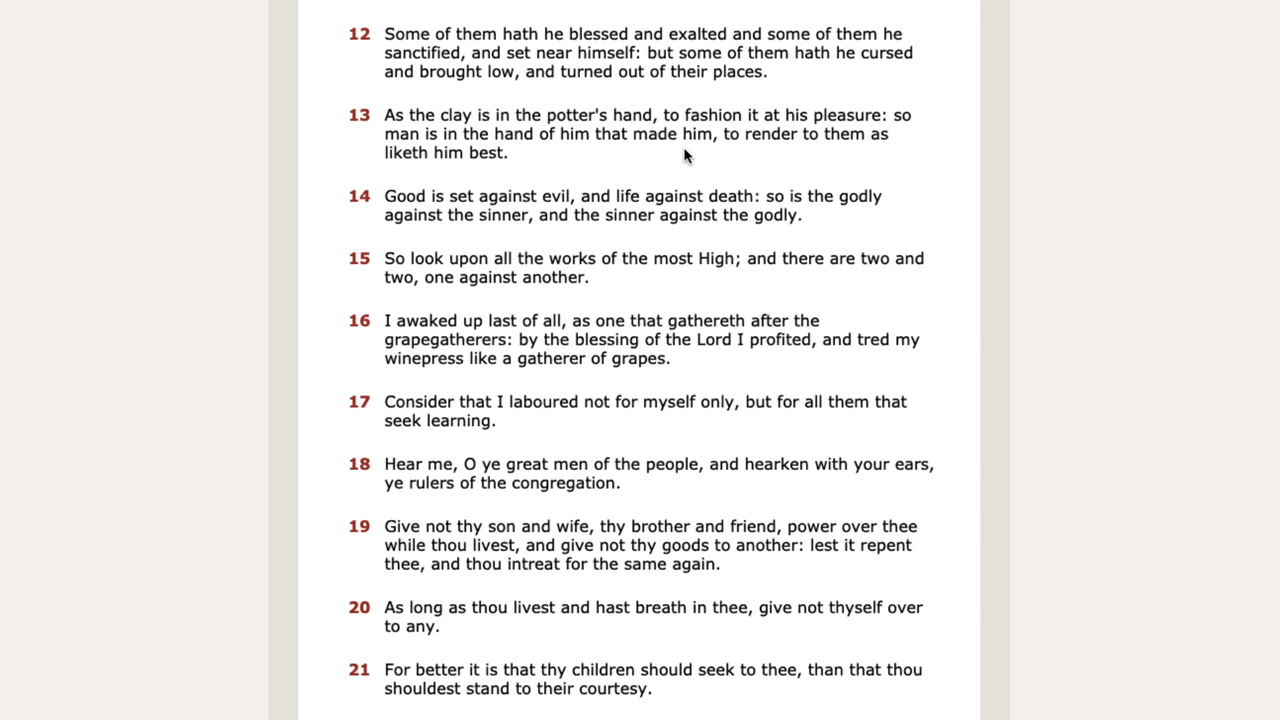 12 Some of them hath he blessed and exalted and some of them he
sanctified, and set near himself: but some of them hath he cursed
and brought low, and turned out of their places.
13 As the clay is in the potter's hand, to fashion it at his pleasure: so
man is in the hand of him that made him, to render to them as
liketh him best.
14 Good is set against evil, and life against death: so is the godly
against the sinner, and the sinner against the godly.
15 So look upon all the works of the most High; and there are two and
two, one against another.
16 I awaked up last of all, as one that gathereth after the
grapegatherers: by the blessing of the Lord I profited, and tred my
winepress like a gatherer of grapes.
17 Consider that I laboured not for myself only, but for all them that
seek learning.
18 Hear me, O ye great men of the people, and hearken with your ears,
ye rulers of the congregation.
19 Give not thy son and wife, thy brother and friend, power over thee
while thou livest, and give not thy goods to another: lest it repent
thee, and thou intreat for the same again.
20 As long as thou livest and hast breath in thee, give not thyself over
to any.
21 For better it is that thy children should seek to thee, than that thou
shouldest stand to their courtesy.